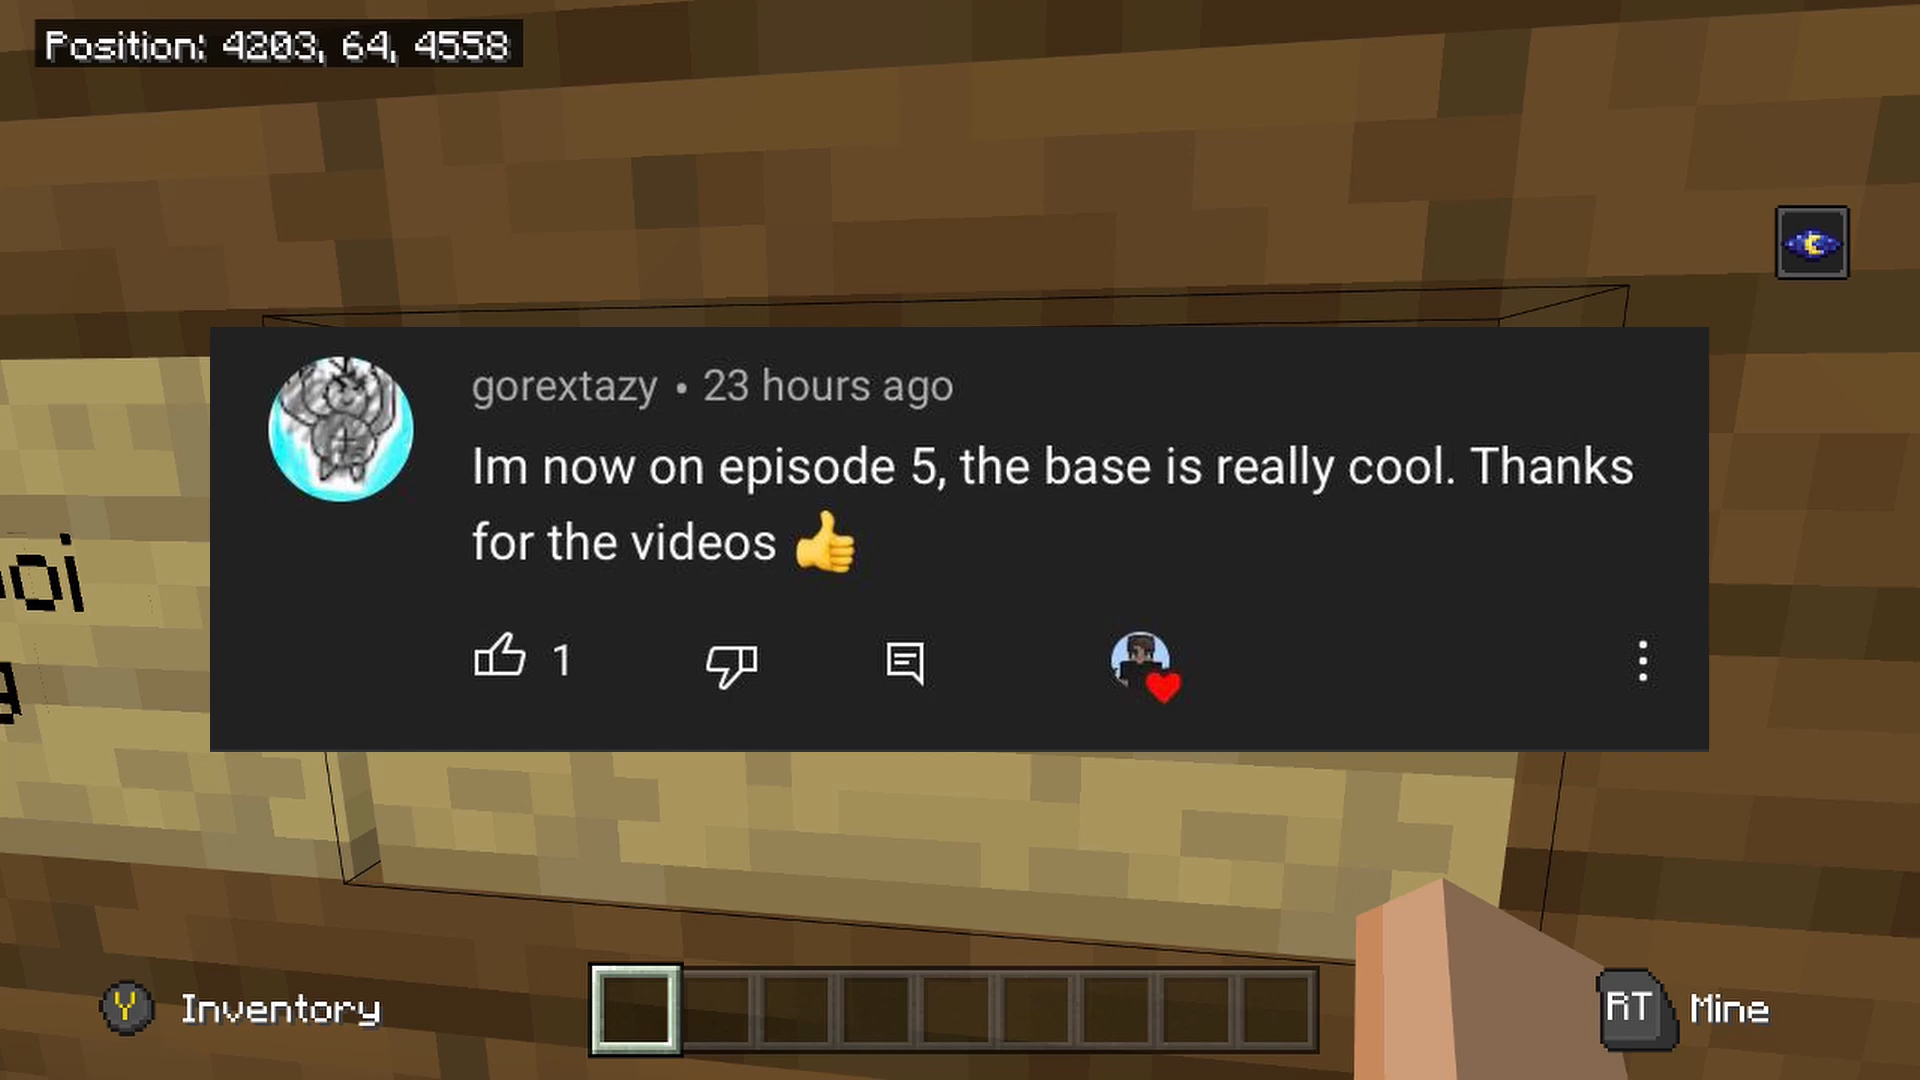 Position: 4203, 64, 4558
gorextazy • 23 hours ago
Im now on episode 5, the base is really cool. Thanks
for the videos 👍
1
oi
g
Y Inventory
RT Mine